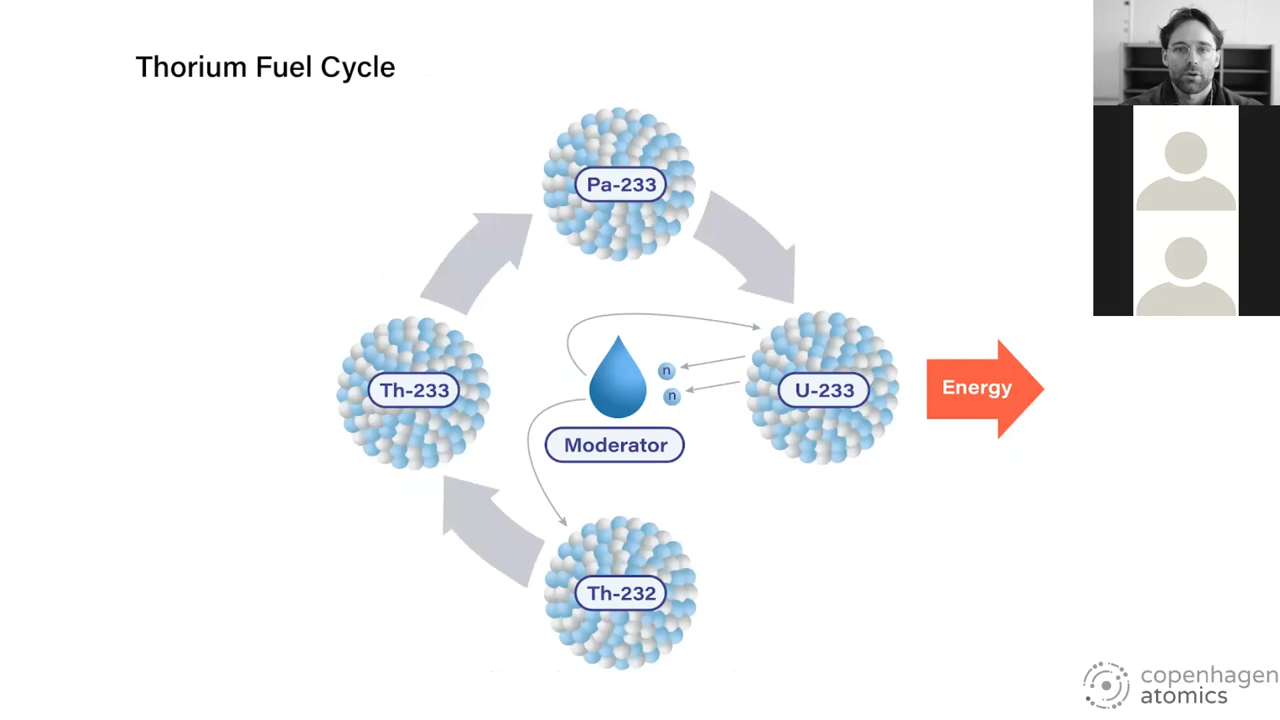 Thorium Fuel Cycle
Pa-233
Th-233
n
n
U-233
Energy
Moderator
Th-232
copenhagen
atomics